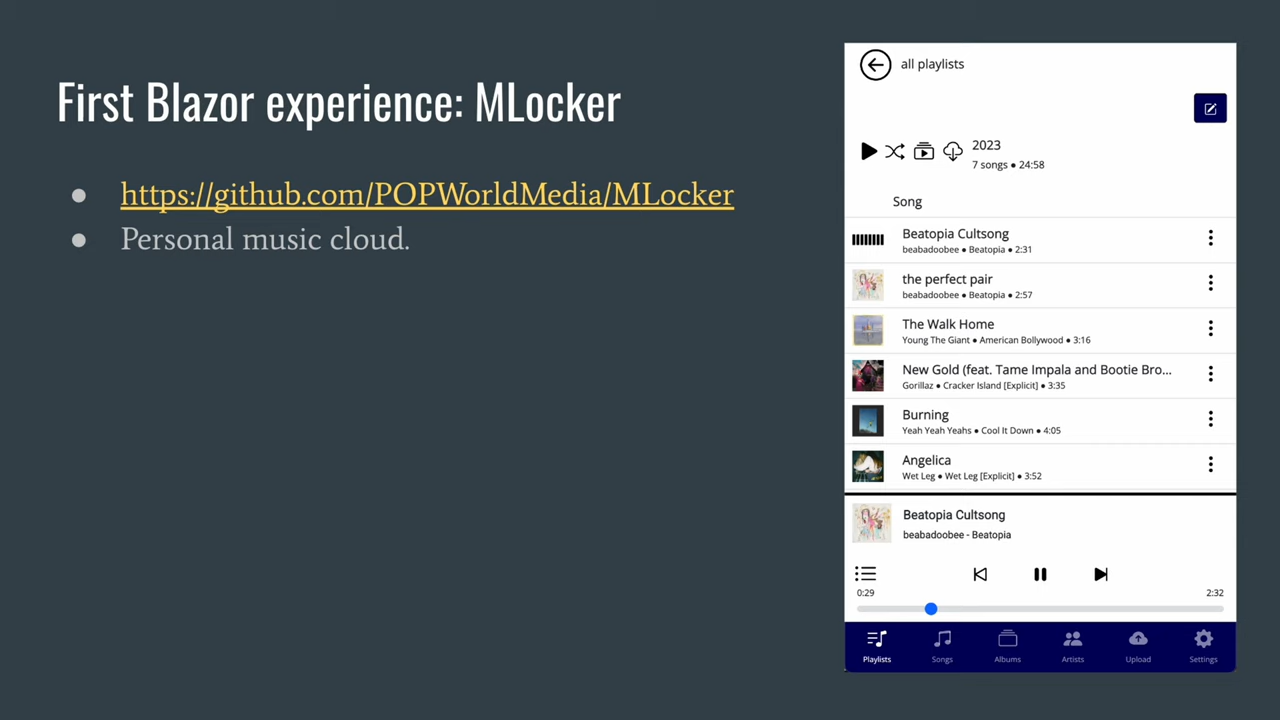 First Blazor experience: MLocker
● https://github.com/POPWorldMedia/MLocker
● Personal music cloud.
all playlists
2023
7 songs ● 24:58
Song
Beatopia Cultsong
beabadoobee ● Beatopia ● 2:31
the perfect pair
beabadoobee ● Beatopia ● 2:57
The Walk Home
Young The Giant ● American Bollywood ● 3:16
New Gold (feat. Tame Impala and Bootie Bro...
Gorillaz ● Cracker Island [Explicit] ● 3:35
Burning
Yeah Yeah Yeahs ● Cool It Down ● 4:05
Angelica
Wet Leg ● Wet Leg [Explicit] ● 3:52
Beatopia Cultsong
beabadoobee - Beatopia
0:29 2:32
Playlists Songs Albums Artists Upload Settings